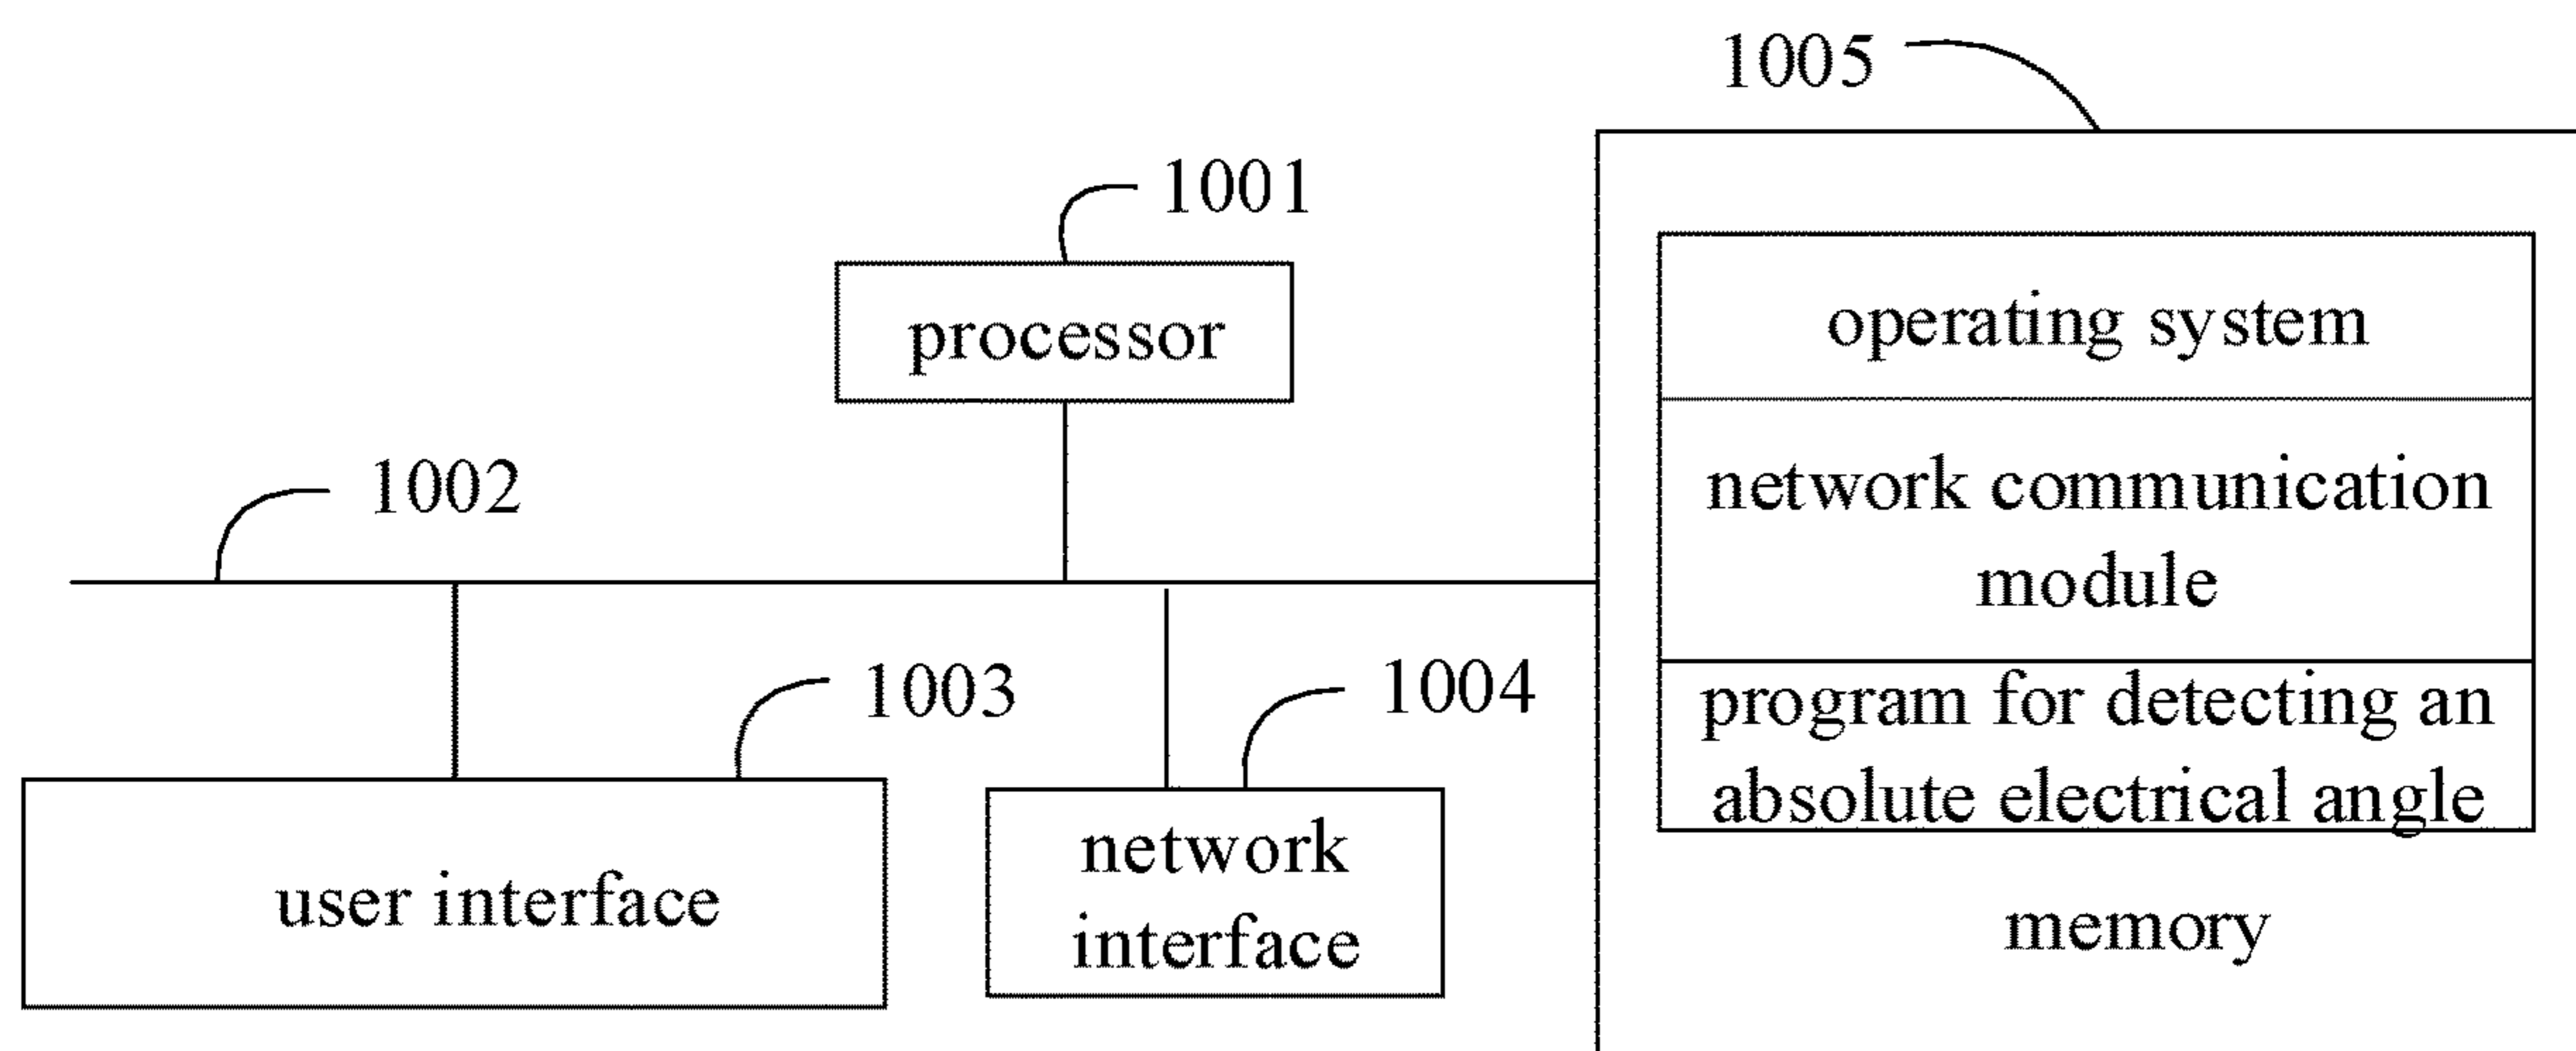 1005
1001
processor
operating system
1002
network communication
module
1003
1004
program for detecting an
absolute electrical angle
user interface
network
interface
memory